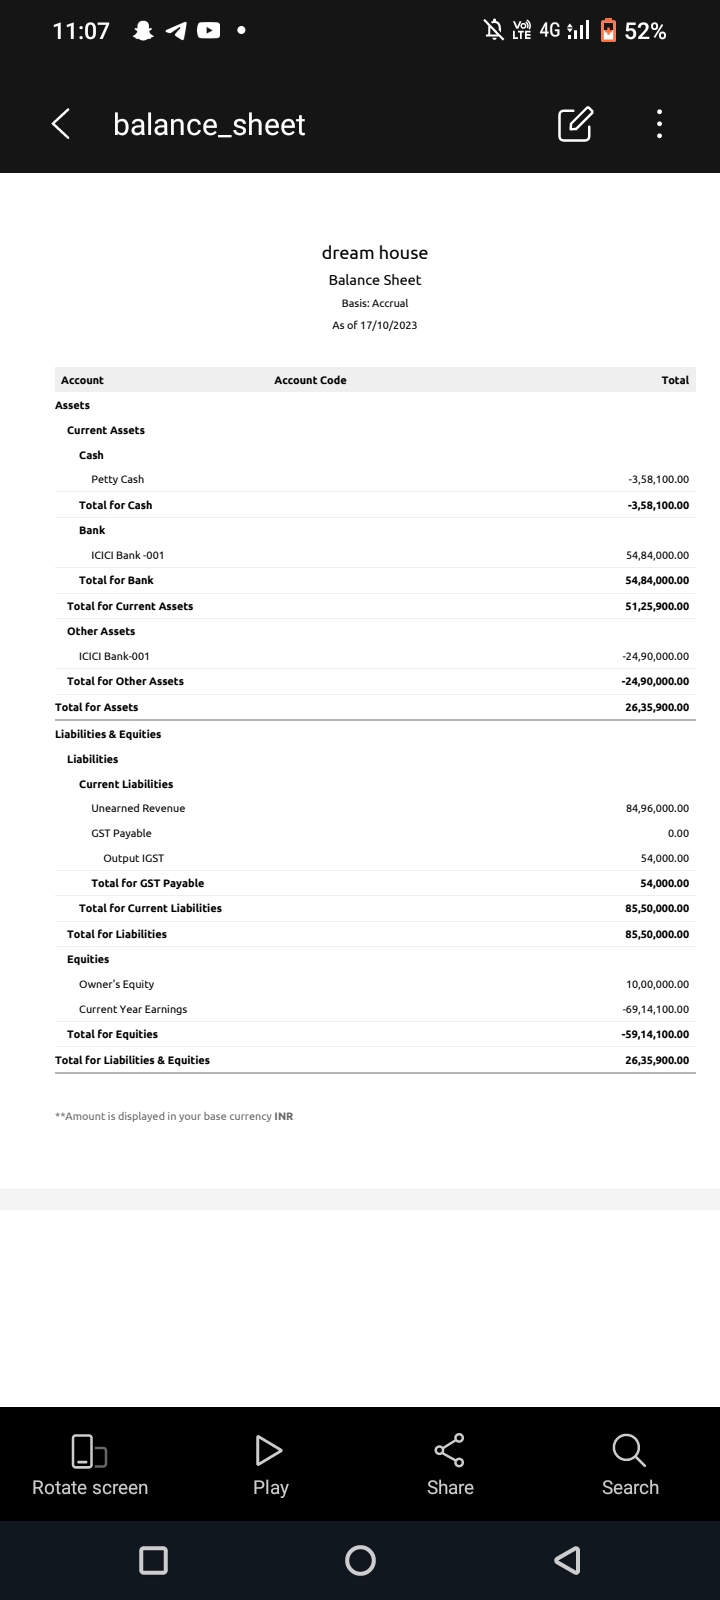 11:07 Vo)) LTE 4G 52%
balance_sheet
dream house
Balance Sheet
Basis: Accrual
As of 17/10/2023
Account Account Code Total
Assets
Current Assets
Cash
Petty Cash -3,58,100.00
Total for Cash -3,58,100.00
Bank
ICICI Bank -001 54,84,000.00
Total for Bank 54,84,000.00
Total for Current Assets 51,25,900.00
Other Assets
ICICI Bank-001 -24,90,000.00
Total for Other Assets -24,90,000.00
Total for Assets 26,35,900.00
Liabilities & Equities
Liabilities
Current Liabilities
Unearned Revenue 84,96,000.00
GST Payable 0.00
Output IGST 54,000.00
Total for GST Payable 54,000.00
Total for Current Liabilities 85,50,000.00
Total for Liabilities 85,50,000.00
Equities
Owner's Equity 10,00,000.00
Current Year Earnings -69,14,100.00
Total for Equities -59,14,100.00
Total for Liabilities & Equities 26,35,900.00
**Amount is displayed in your base currency INR
Rotate screen Play Share Search